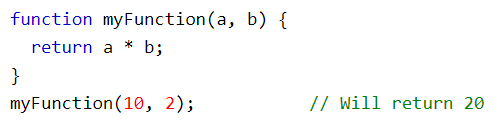 function myFunction(a, b) {
  return a * b;
}
myFunction(10, 2);           // Will return 20